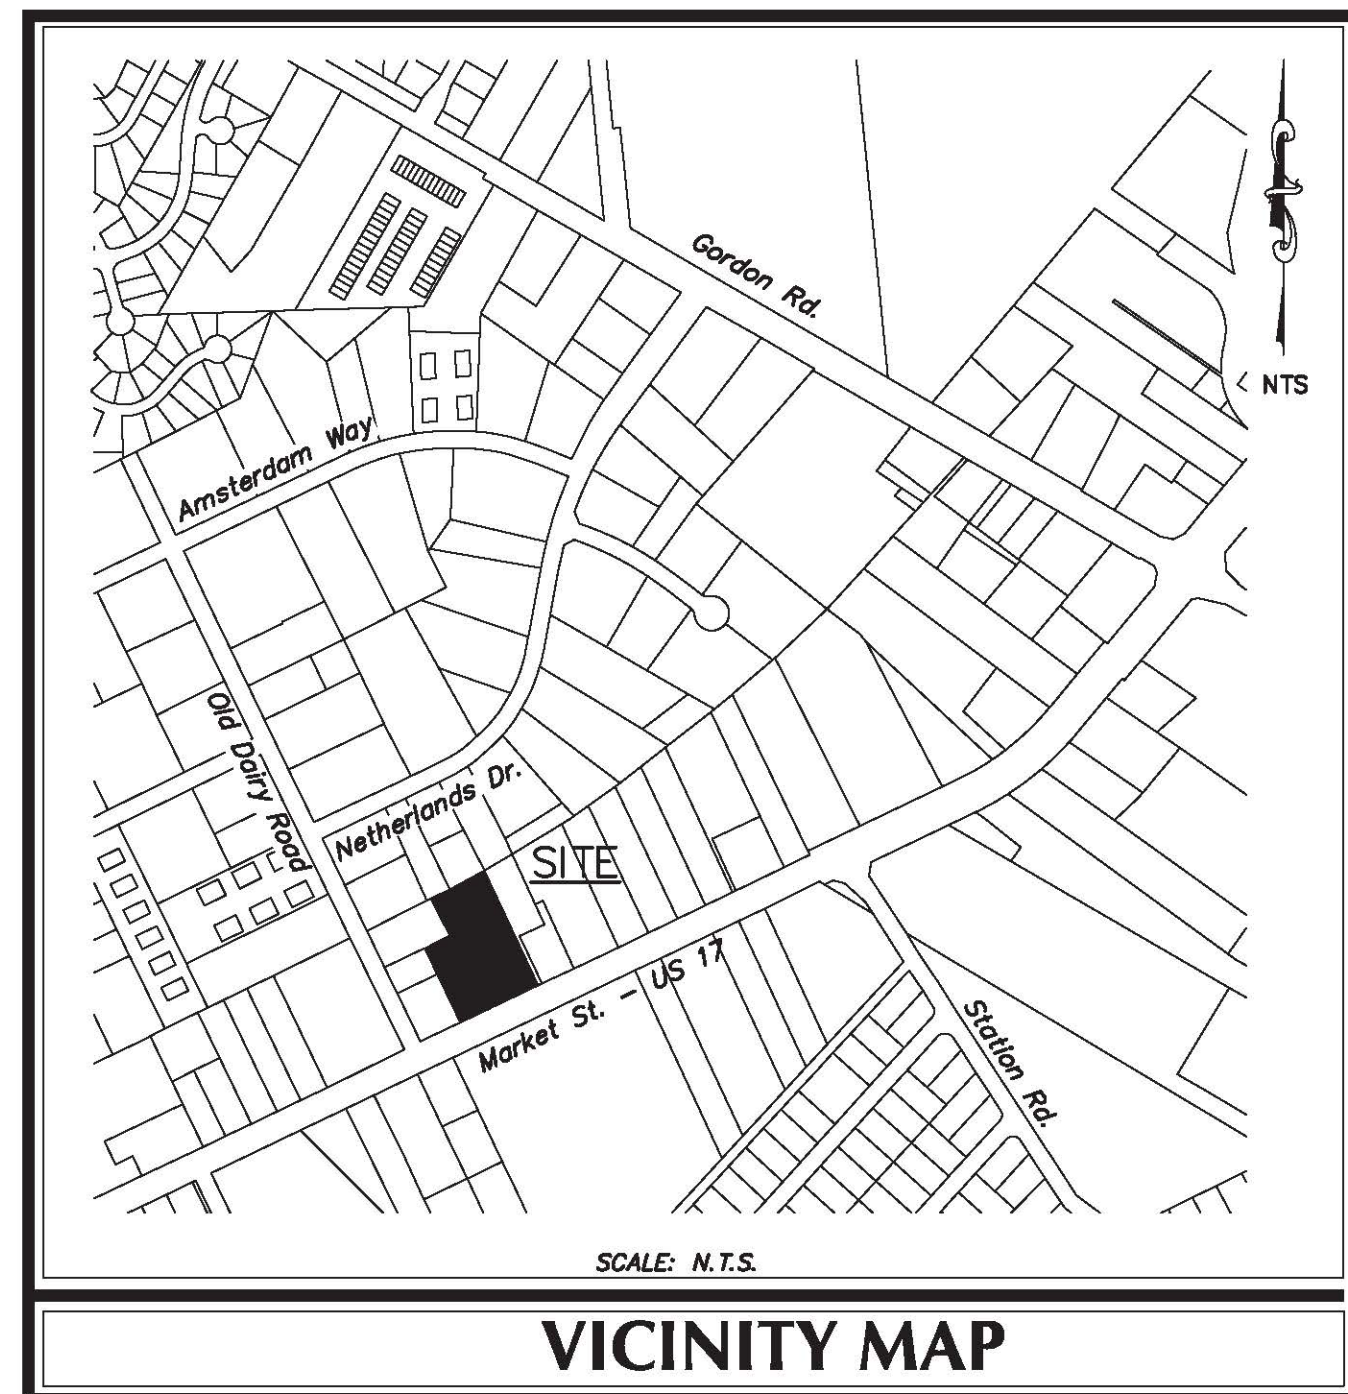 Gordon Rd.
NTS
Amsterdam Way
Old Dairy Road
Netherlands Dr.
SITE
Market St. - US 17
Station Rd.
SCALE: N.T.S.
VICINITY MAP